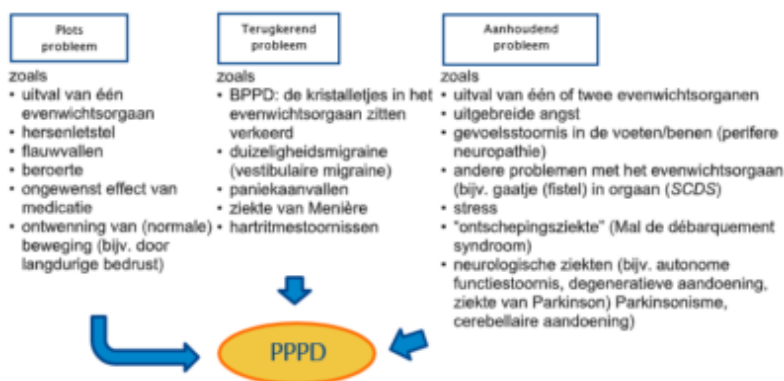 Plots
probleem
zoals
• uitval van één
evenwichtsorgaan
• hersenletstel
• flauwvallen
• beroerte
• ongewenst effect van
medicatie
• ontwenning van (normale)
beweging (bijv. door
langdurige bedrust)
Terugkerend
probleem
zoals
• BPPD: de kristalletjes in het
evenwichtsorgaan zitten
verkeerd
• duizeligheidsmigraine
(vestibulaire migraine)
• paniekaanvallen
• ziekte van Menière
• hartritmestoornissen
Aanhoudend
probleem
zoals
• uitval van één of twee evenwichtsorganen
• uitgebreide angst
• gevoelsstoornis in de voeten/benen (perifere
neuropathie)
• andere problemen met het evenwichtsorgaan
(bijv. gaatje (fistel) in orgaan (SCDS)
• stress
• "ontschepingsziekte" (Mal de débarquement
syndroom)
• neurologische ziekten (bijv. autonome
functiestoornis, degeneratieve aandoening,
ziekte van Parkinson) Parkinsonisme,
cerebellaire aandoening)
PPPD